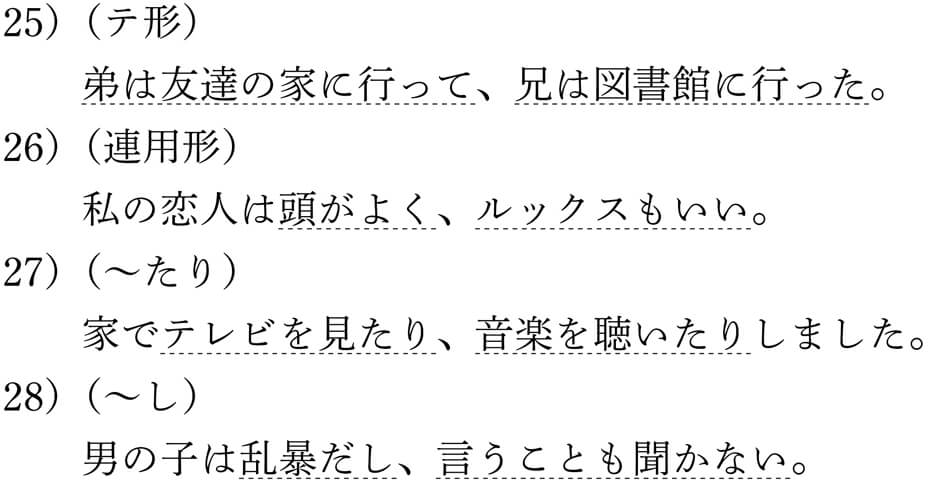 25)（テ形）
弟は友達の家に行って、兄は図書館に行った。
26)（連用形）
私の恋人は頭がよく、ルックスもいい。
27)（〜たり）
家でテレビを見たり、音楽を聴いたりしました。
28)（〜し）
男の子は乱暴だし、言うことも聞かない。